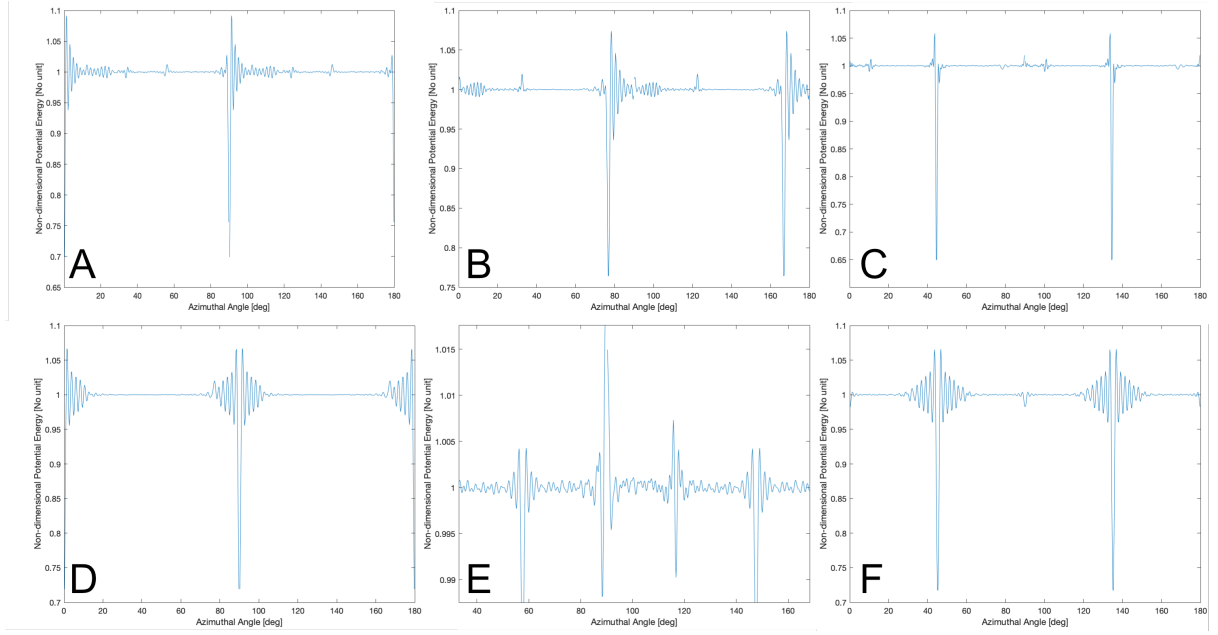 1.1
1.05
1
0.95
0.9
0.85
0.8
0.75
0.7
0.65
20 40 60 80 100 120 140 160 180
Non-dimensional Potential Energy [No unit]
Azimuthal Angle [deg]
A
1.1
1.05
1
0.95
0.9
0.85
0.8
0.75
0 20 40 60 80 100 120 140 160 180
Non-dimensional Potential Energy [No unit]
Azimuthal Angle [deg]
B
1.1
1.05
1
0.95
0.9
0.85
0.8
0.75
0.7
0.65
0 20 40 60 80 100 120 140 160 180
Non-dimensional Potential Energy [No unit]
Azimuthal Angle [deg]
C
1.1
1.05
1
0.95
0.9
0.85
0.8
0.75
0.7
0 20 40 60 80 100 120 140 160 180
Non-dimensional Potential Energy [No unit]
Azimuthal Angle [deg]
D
1.015
1.01
1.005
1
0.995
0.99
40 60 80 100 120 140 160
Non-dimensional Potential Energy [No unit]
Azimuthal Angle [deg]
E
1.1
1.05
1
0.95
0.9
0.85
0.8
0.75
0.7
0 20 40 60 80 100 120 140 160 180
Non-dimensional Potential Energy [No unit]
Azimuthal Angle [deg]
F